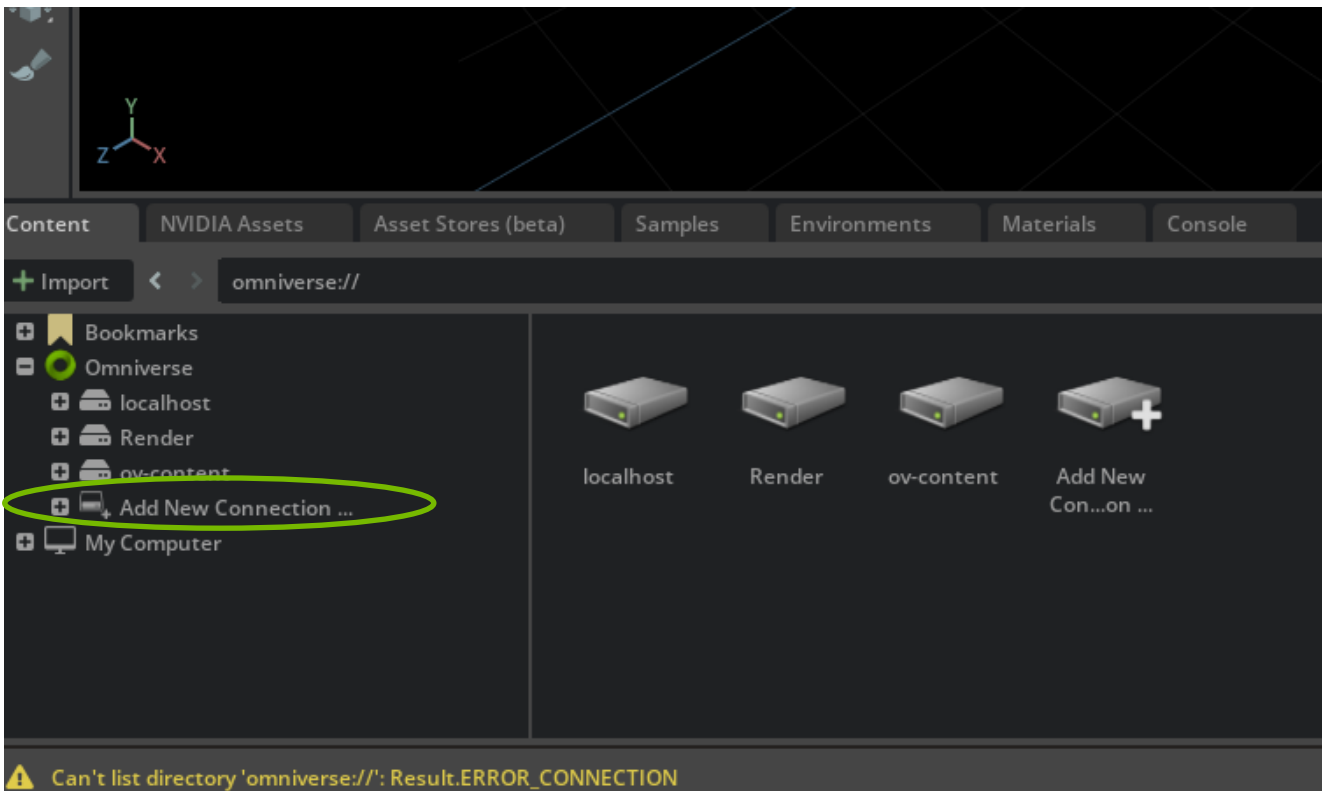 Y
Z X
Content NVIDIA Assets Asset Stores (beta) Samples Environments Materials Console
+ Import < > omniverse://
Bookmarks
Omniverse
localhost
Render
ov-content
Add New Connection ...
My Computer
localhost Render ov-content Add New
Con...on ...
Can't list directory 'omniverse://': Result.ERROR_CONNECTION